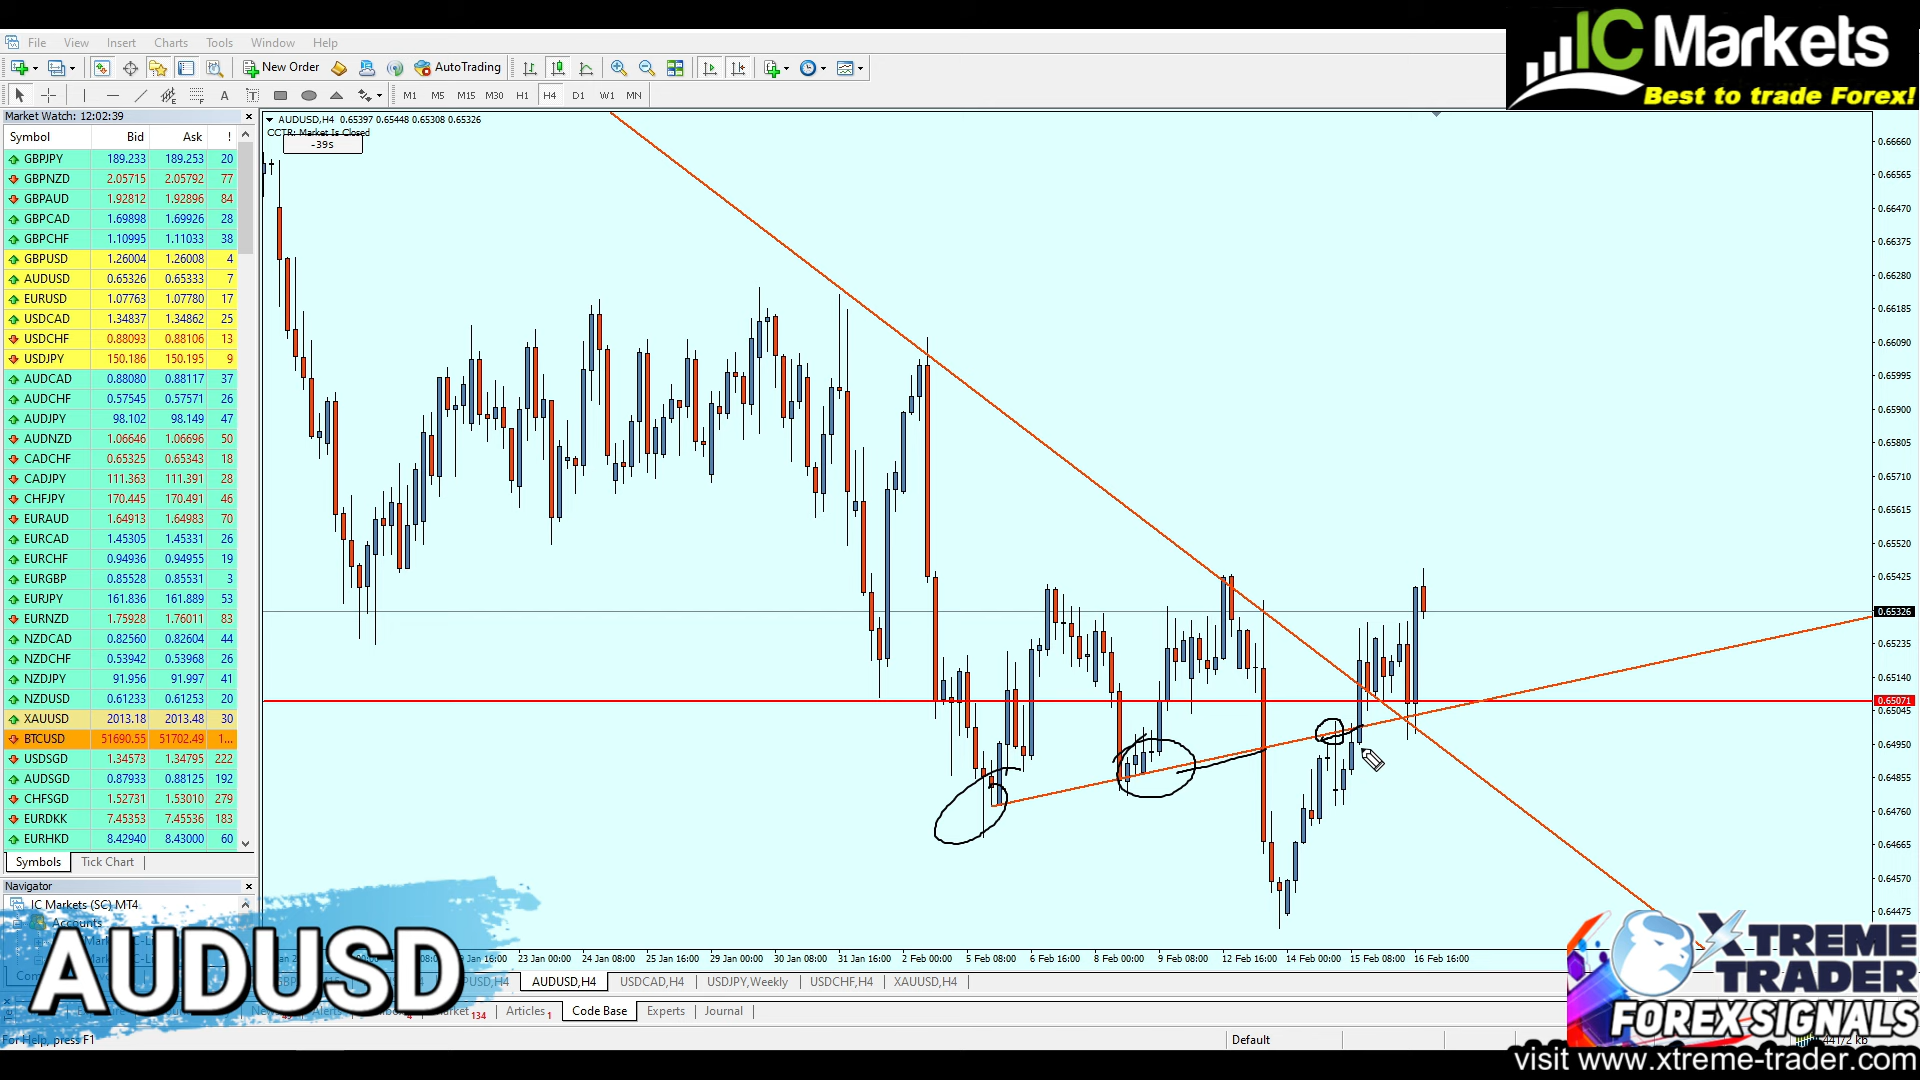 IC Markets
Best to trade Forex!
File View Insert Charts Tools Window Help
New Order AutoTrading
M1 M5 M15 M30 H1 H4 D1 W1 MN
Market Watch: 12:02:39
Symbol Bid Ask !
GBPJPY 189.233 189.253 20
GBPNZD 2.05715 2.05792 77
GBPAUD 1.92812 1.92896 84
GBPCAD 1.69898 1.69926 28
GBPCHF 1.10995 1.11033 38
GBPUSD 1.26004 1.26008 4
AUDUSD 0.65326 0.65333 7
EURUSD 1.07763 1.07780 17
USDCAD 1.34837 1.34862 25
USDCHF 0.88093 0.88106 13
USDJPY 150.186 150.195 9
AUDCAD 0.88080 0.88117 37
AUDCHF 0.57545 0.57571 26
AUDJPY 98.102 98.149 47
AUDNZD 1.06646 1.06696 50
CADCHF 0.65325 0.65343 18
CADJPY 111.363 111.391 28
CHFJPY 170.445 170.491 46
EURAUD 1.64913 1.64983 70
EURCAD 1.45305 1.45331 26
EURCHF 0.94936 0.94955 19
EURGBP 0.85528 0.85531 3
EURJPY 161.836 161.889 53
EURNZD 1.75928 1.76011 83
NZDCAD 0.82560 0.82604 44
NZDCHF 0.53942 0.53968 26
NZDJPY 91.956 91.997 41
NZDUSD 0.61233 0.61253 20
XAUUSD 2013.18 2013.48 30
BTCUSD 51690.55 51702.49 1...
USDSGD 1.34573 1.34795 222
AUDSGD 0.87933 0.88125 192
CHFSGD 1.52731 1.53010 279
EURDKK 7.45353 7.45536 183
EURHKD 8.42940 8.43000 60
Symbols Tick Chart
Navigator
IC Markets (SC) MT4
Accounts
AUDUSD
AUDUSD,H4 0.65397 0.65448 0.65308 0.65326
CCTR: Market Is Closed
-39s
0.66660
0.66565
0.66470
0.66375
0.66280
0.66185
0.66090
0.65995
0.65900
0.65805
0.65710
0.65615
0.65520
0.65425
0.65326
0.65235
0.65140
0.65071
0.65045
0.64950
0.64855
0.64760
0.64665
0.64570
0.64475
16:00 23 Jan 00:00 24 Jan 08:00 25 Jan 16:00 29 Jan 00:00 30 Jan 08:00 31 Jan 16:00 2 Feb 00:00 5 Feb 08:00 6 Feb 16:00 8 Feb 00:00 9 Feb 08:00 12 Feb 16:00 14 Feb 00:00 15 Feb 08:00 16 Feb 16:00
AUDUSD,H4 USDCAD,H4 USDJPY,Weekly USDCHF,H4 XAUUSD,H4
134 Articles 1 Code Base Experts Journal
For Help, press F1
Default
XTREME
TRADER
FOREX SIGNALS
visit www.xtreme-trader.com